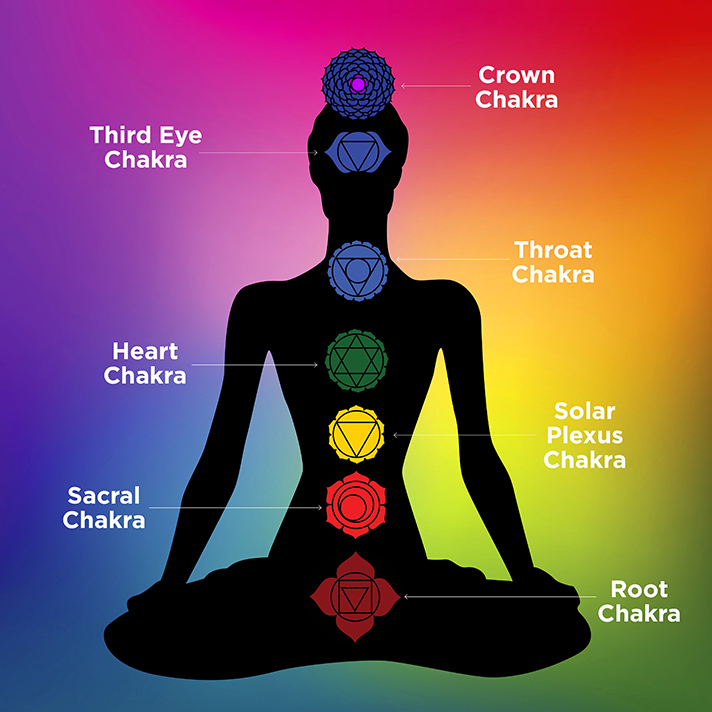 Crown
Chakra
Third Eye
Chakra
Throat
Chakra
Heart
Chakra
Solar
Plexus
Chakra
Sacral
Chakra
Root
Chakra